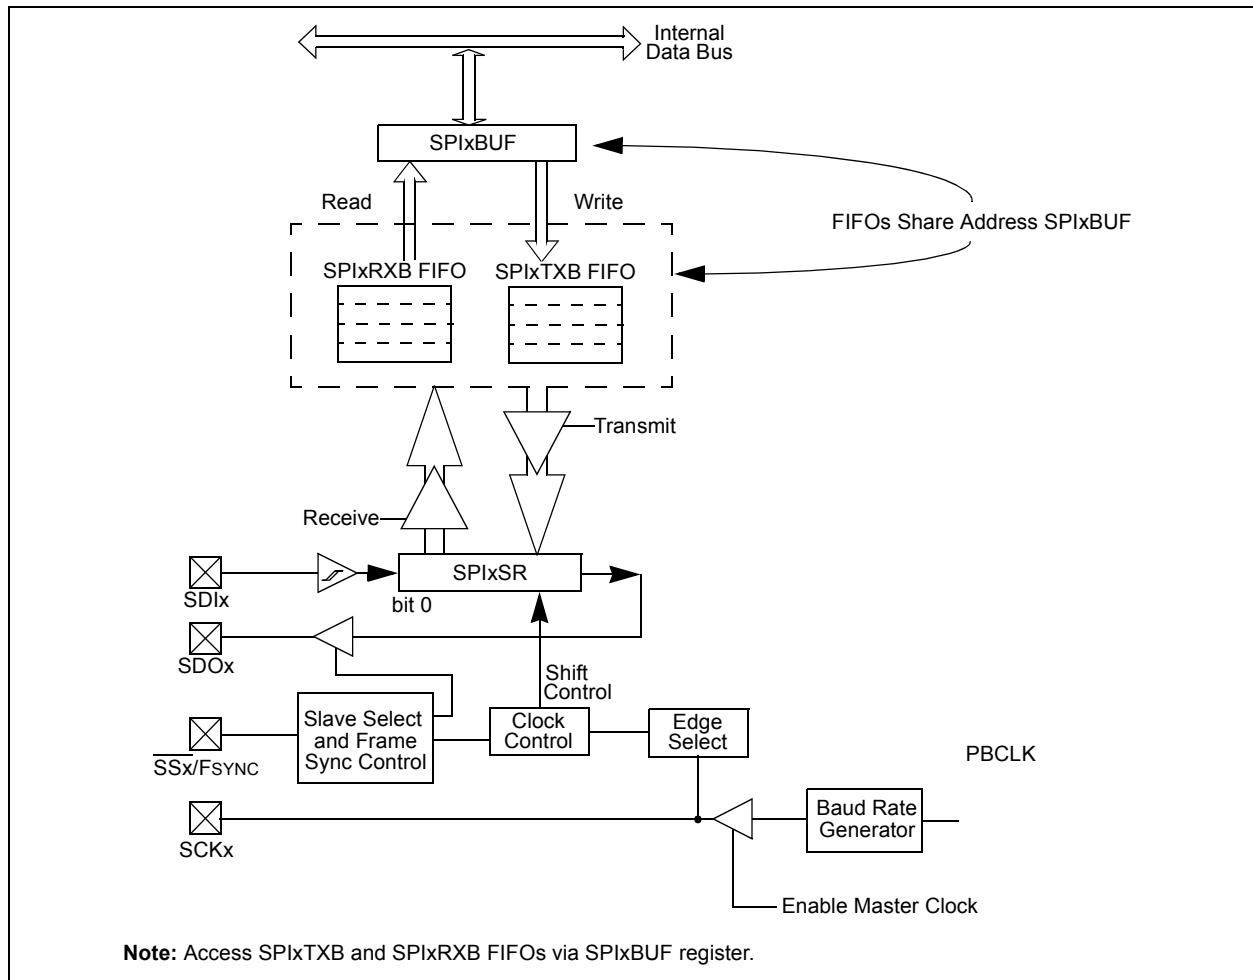 Internal
Data Bus
SPIxBUF
Read
Write
FIFOs Share Address SPIxBUF
SPIxRXB FIFO
SPIxTXB FIFO
Transmit
Receive
SPIxSR
SDIx
bit 0
SDOx
Shift
Control
Slave Select
and Frame
Sync Control
Clock
Control
Edge
Select
SSx/FSYNC
PBCLK
Baud Rate
Generator
SCKx
Enable Master Clock
Note: Access SPIxTXB and SPIxRXB FIFOs via SPIxBUF register.